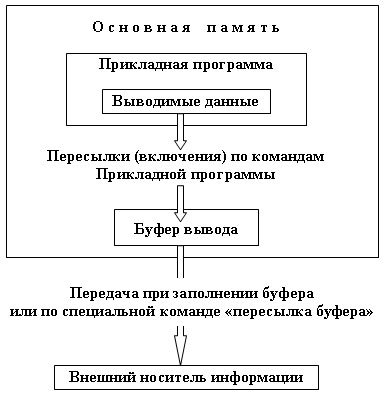 Основная память
Прикладная программа
Выводимые данные
Пересылки (включения) по командам
Прикладной программы
Буфер вывода
Передача при заполнении буфера
или по специальной команде «пересылка буфера»
Внешний носитель информации